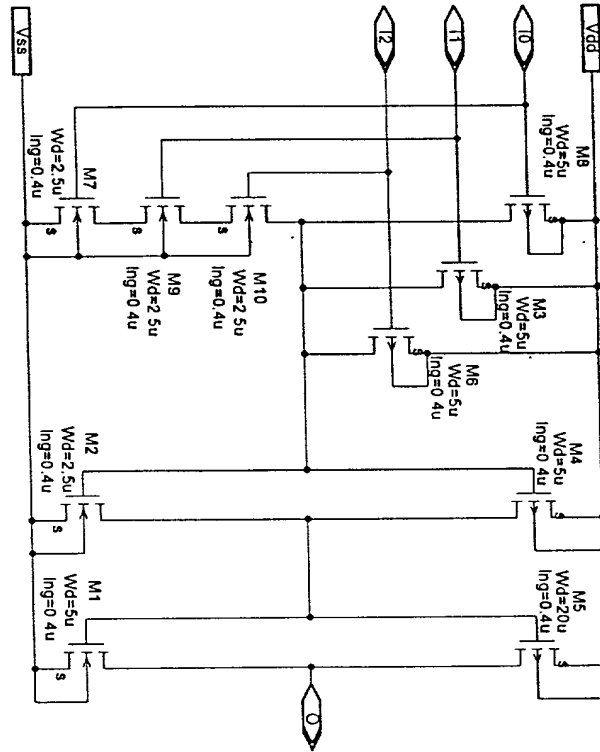 Vdd
I0
I1
I2
Vss
M8
Wd=5u
lng=0.4u
M3
Wd=5u
lng=0.4u
M6
Wd=5u
lng=0 4u
M10
Wd=2 5u
lng=0 4u
M9
Wd=2 5u
lng=0 4u
M7
Wd=2.5u
lng=0.4u
M4
Wd=5u
lng=0 4u
M2
Wd=2.5u
lng=0.4u
M5
Wd=20u
lng=0.4u
M1
Wd=5u
lng=0 4u
O
s
s
s
s
s
s
s
s
s
s